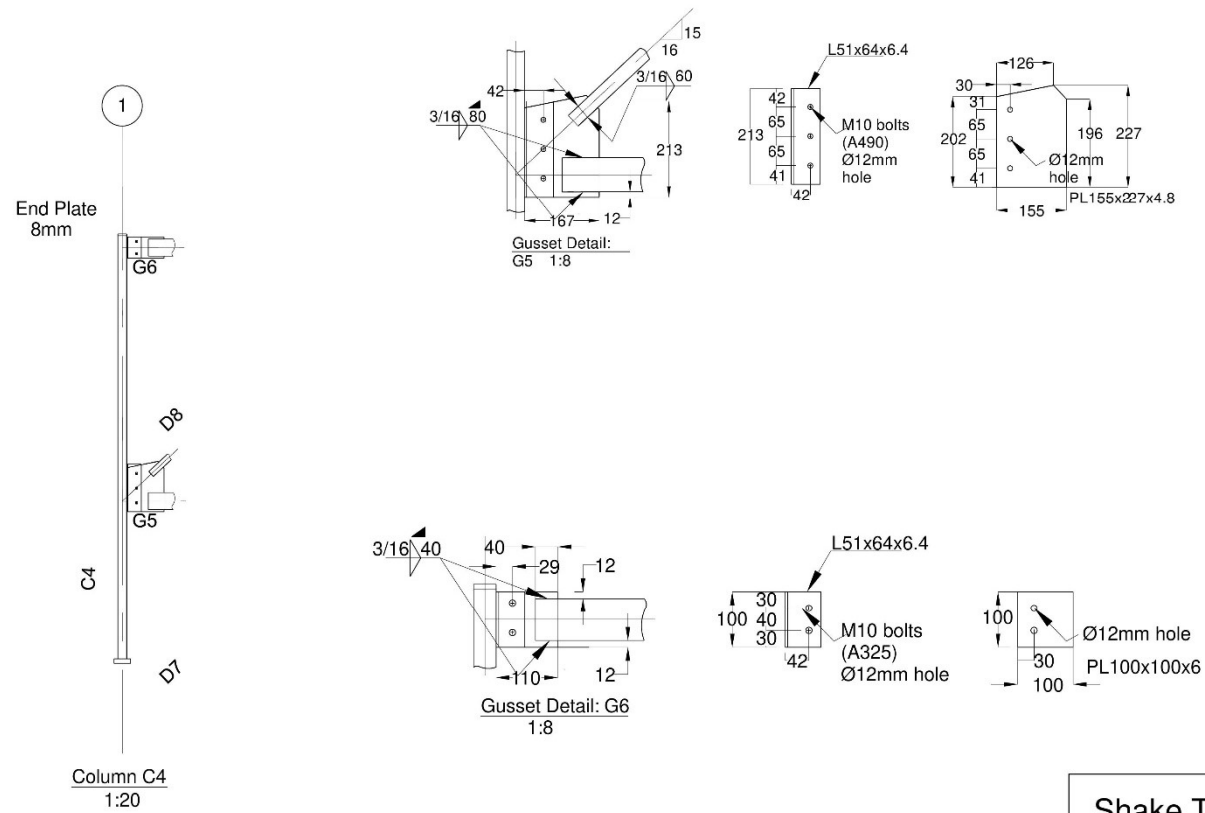 1
End Plate
8mm
G6
D8
G5
C4
D7
Column C4
1:20
15
16
42
3/16 60
3/16 80
213
167
12
Gusset Detail:
G5 1:8
L51x64x6.4
42
65
213
65
41
42
M10 bolts
(A490)
Ø12mm
hole
126
30
31
65
202
65
41
196
227
Ø12mm
hole
155
PL155x227x4.8
3/16 40
40
29
12
110
12
Gusset Detail: G6
1:8
L51x64x6.4
30
100 40
30
42
M10 bolts
(A325)
Ø12mm hole
100
Ø12mm hole
30
PL100x100x6
100
Shake T